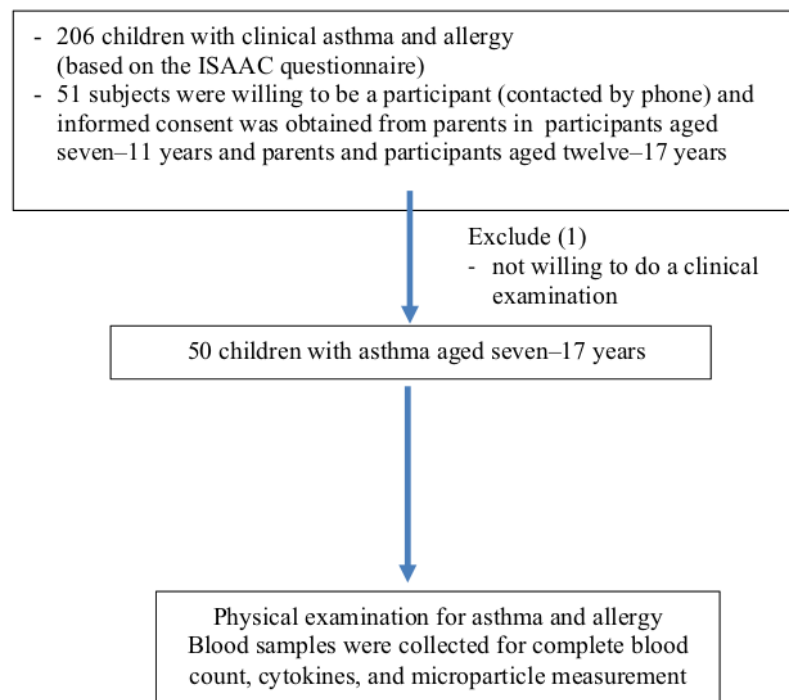 - 206 children with clinical asthma and allergy
(based on the ISAAC questionnaire)
- 51 subjects were willing to be a participant (contacted by phone) and
informed consent was obtained from parents in participants aged
seven–11 years and parents and participants aged twelve–17 years
Exclude (1)
- not willing to do a clinical
examination
50 children with asthma aged seven–17 years
Physical examination for asthma and allergy
Blood samples were collected for complete blood
count, cytokines, and microparticle measurement